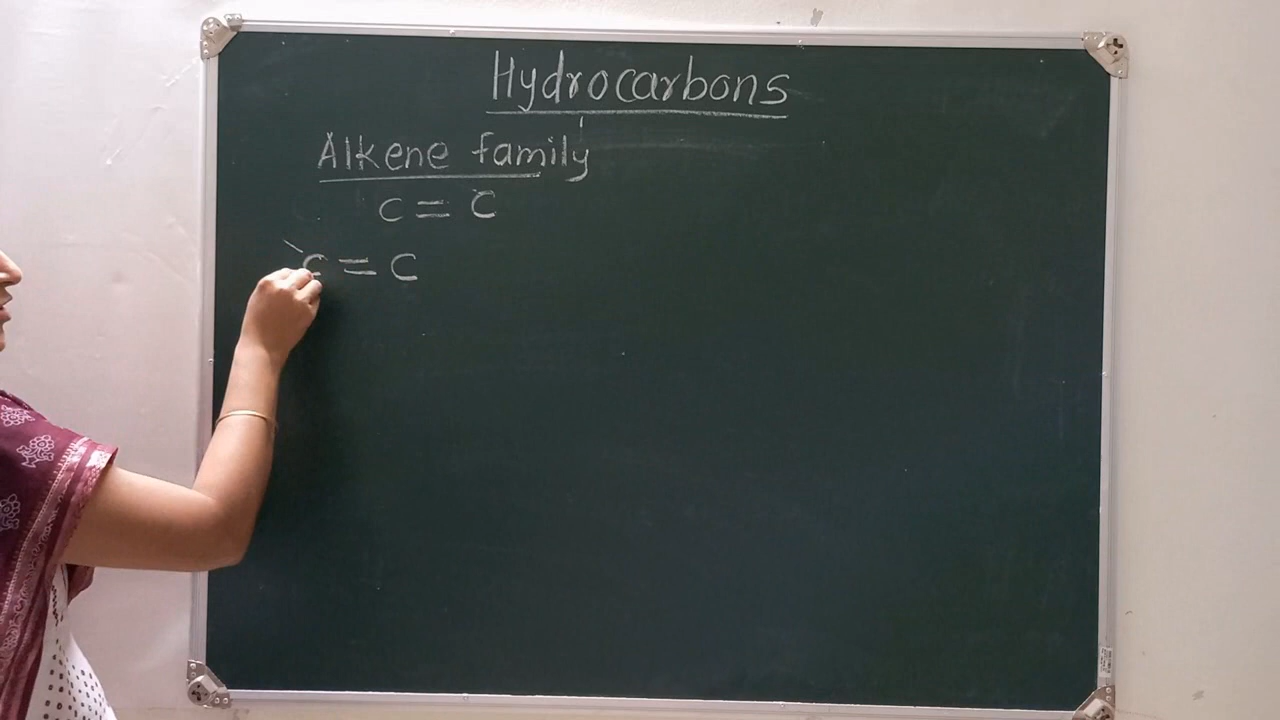 Hydrocarbons
Alkene family
C = C
C = C